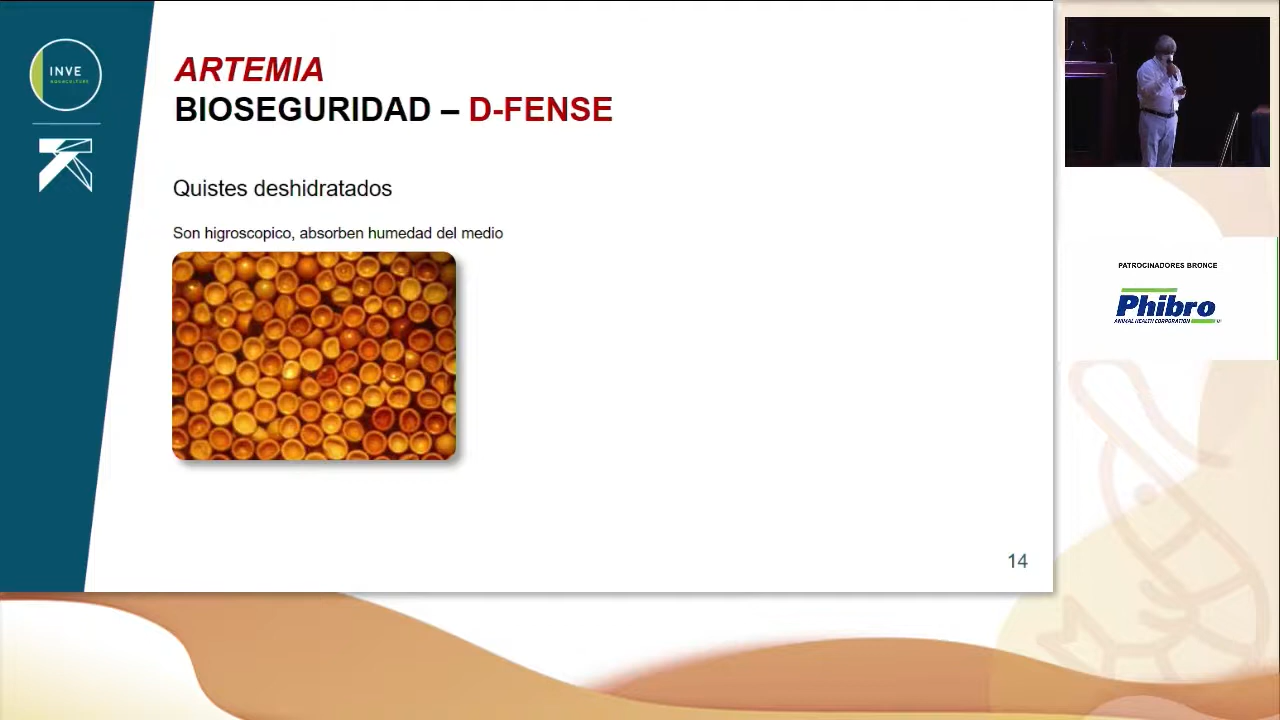 INVE
AQUACULTURE
ARTEMIA
BIOSEGURIDAD – D-FENSE
Quistes deshidratados
Son higroscopico, absorben humedad del medio
14
PATROCINADORES BRONCE
Phibro
ANIMAL HEALTH CORPORATION